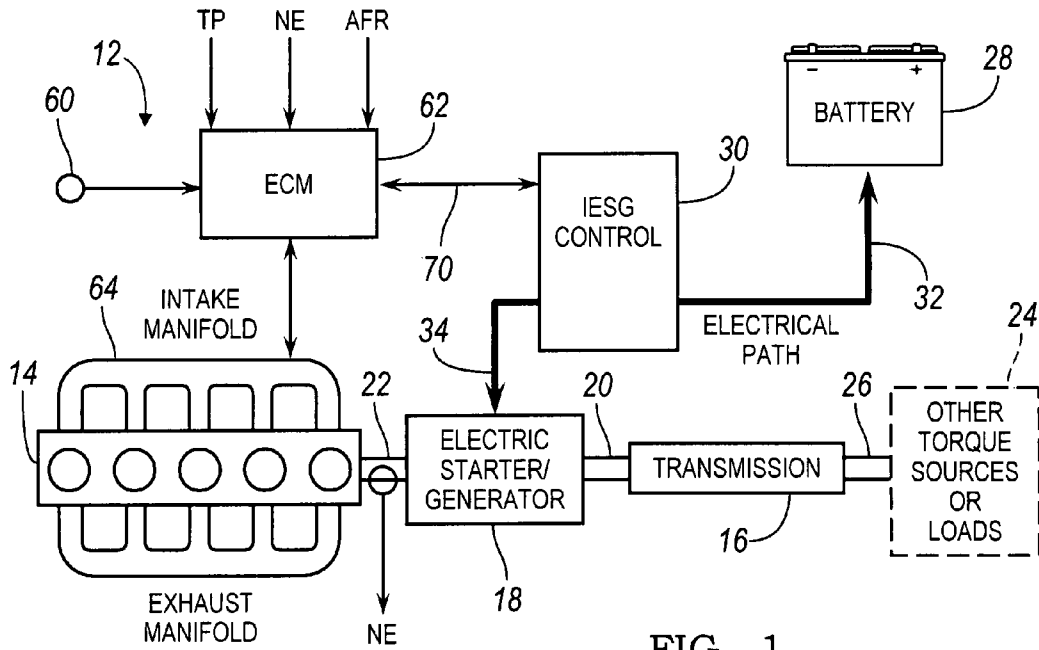 TP NE AFR
12
60
62
ECM
70
30
IESG
CONTROL
- +
BATTERY
28
32
ELECTRICAL
PATH
34
INTAKE
MANIFOLD
64
14
22
ELECTRIC
STARTER/
GENERATOR
18
20
TRANSMISSION
16
26
24
OTHER
TORQUE
SOURCES
OR
LOADS
EXHAUST
MANIFOLD
NE
FIG. 1